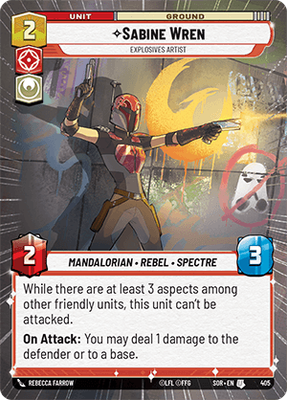 2
UNIT
GROUND
SABINE WREN
EXPLOSIVES ARTIST
2
3
MANDALORIAN • REBEL • SPECTRE
While there are at least 3 aspects among
other friendly units, this unit can't be
attacked.
On Attack: You may deal 1 damage to the
defender or to a base.
REBECCA FARROW
©LFL ©FFG
SOR • EN
405